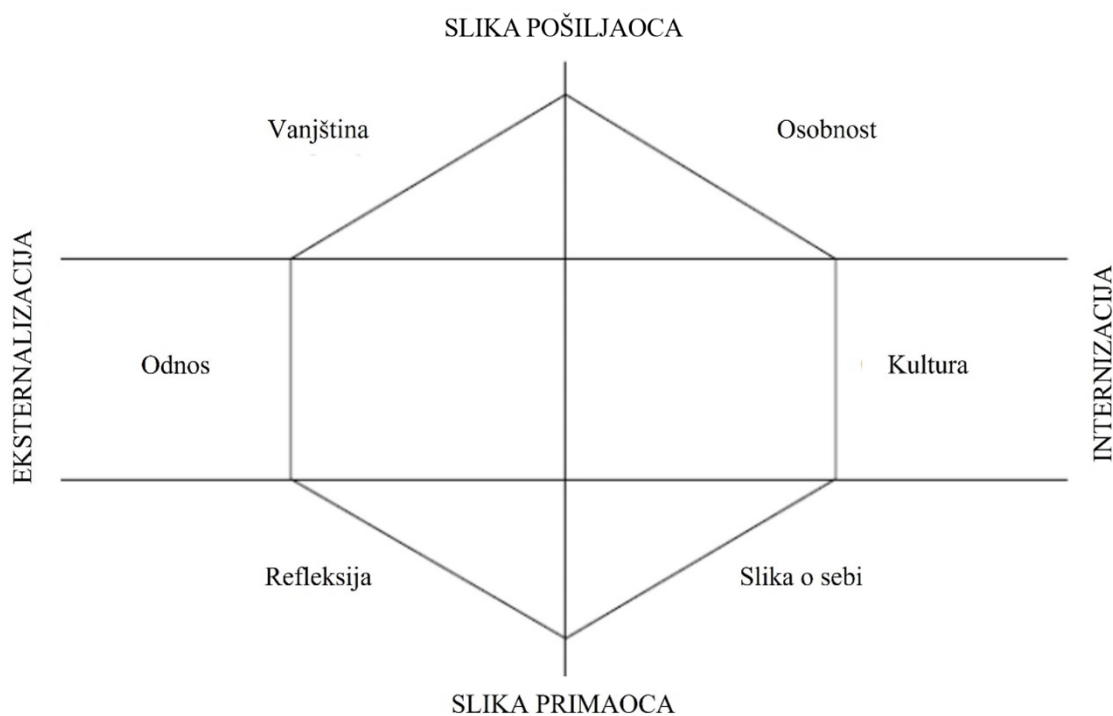 SLIKA POŠILJAOCA
Vanjština
Osobnost
EKSTERNALIZACIJA
INTERNIZACIJA
Odnos
Kultura
Refleksija
Slika o sebi
SLIKA PRIMAOCA